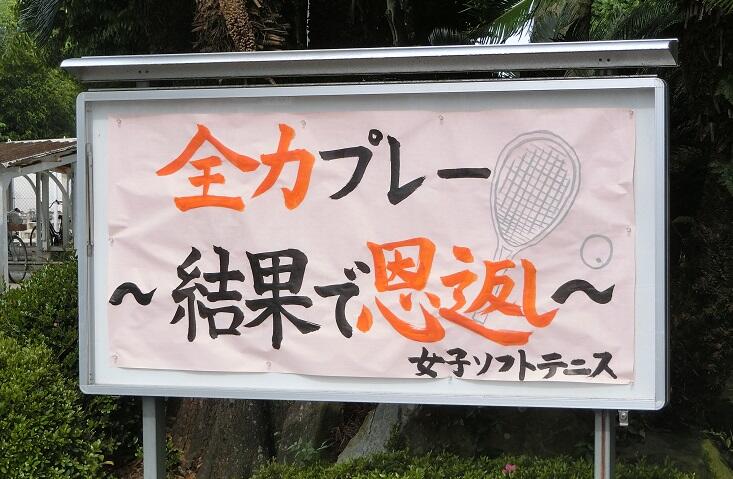 全力プレー
～結果で恩返し～
女子ソフトテニス